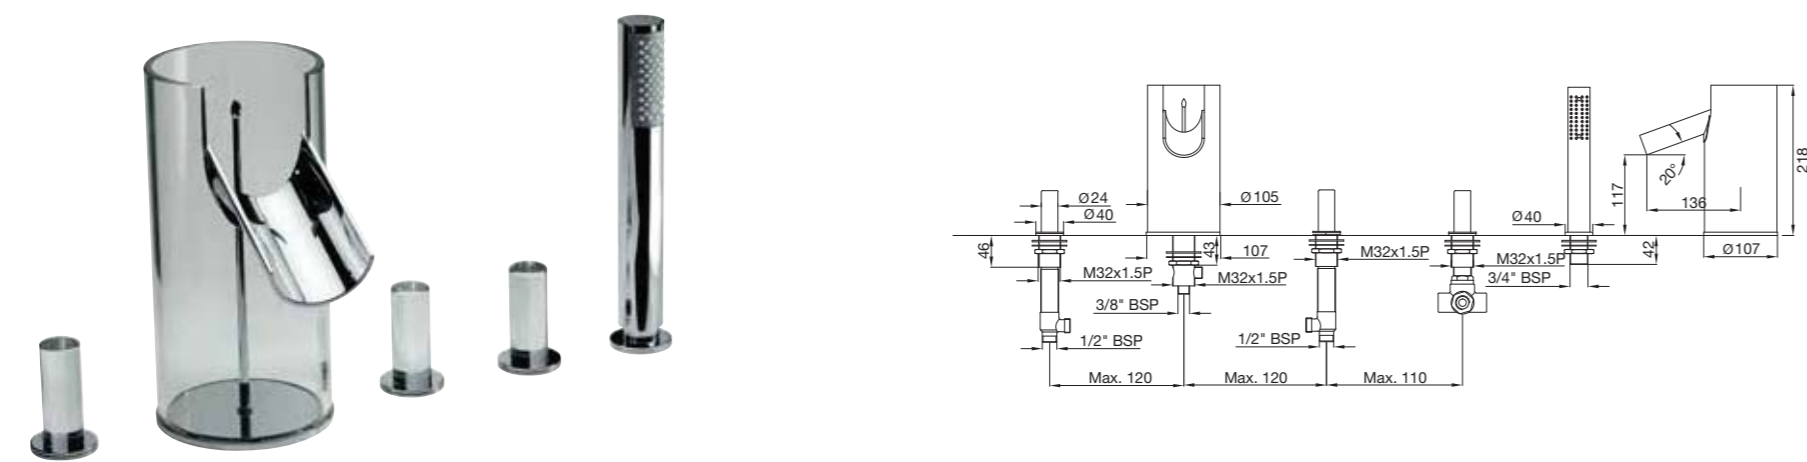 Ø24
Ø40
46
M32x1.5P
1/2" BSP
Ø105
107
43
M32x1.5P
3/8" BSP
M32x1.5P
1/2" BSP
M32x1.5P
Ø40
42
3/4" BSP
117
20°
136
218
Ø107
Max. 120
Max. 120
Max. 110